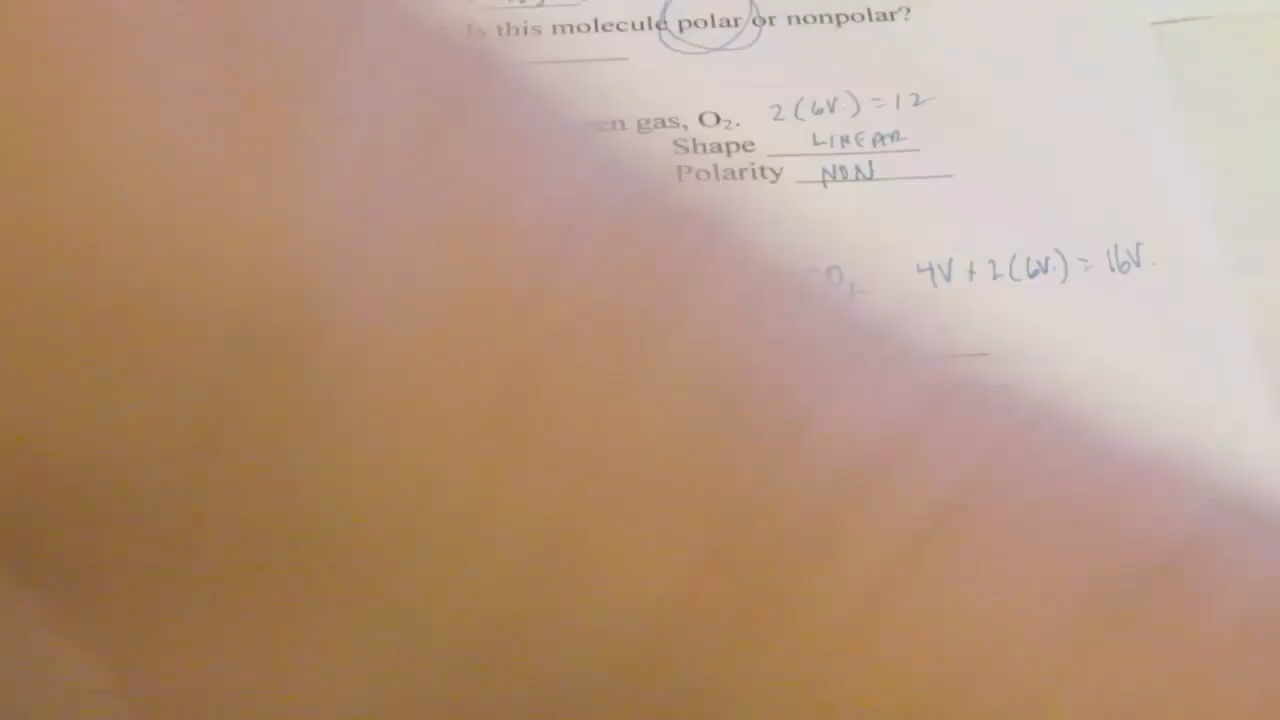 this molecule polar or nonpolar?
gas, O₂. 2(6V.) = 12
Shape LINEAR
Polarity NON
4V + 2(6V.) = 16V.